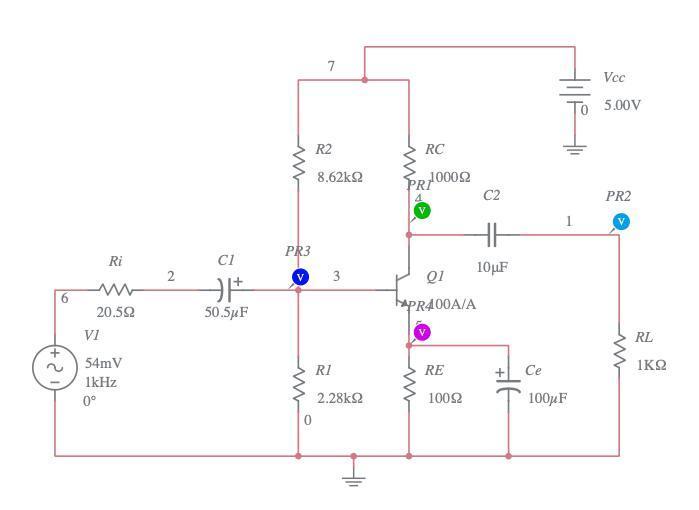 7
Vcc
0
5.00V
R2
8.62kΩ
RC
1000Ω
PR1
4
C2
10μF
1
PR2
V
V
PR3
V
Ri
20.5Ω
2
C1
50.5μF
3
Q1
100A/A
PR4
5
V
6
V1
54mV
1kHz
0°
R1
2.28kΩ
0
RE
100Ω
Ce
100μF
RL
1KΩ